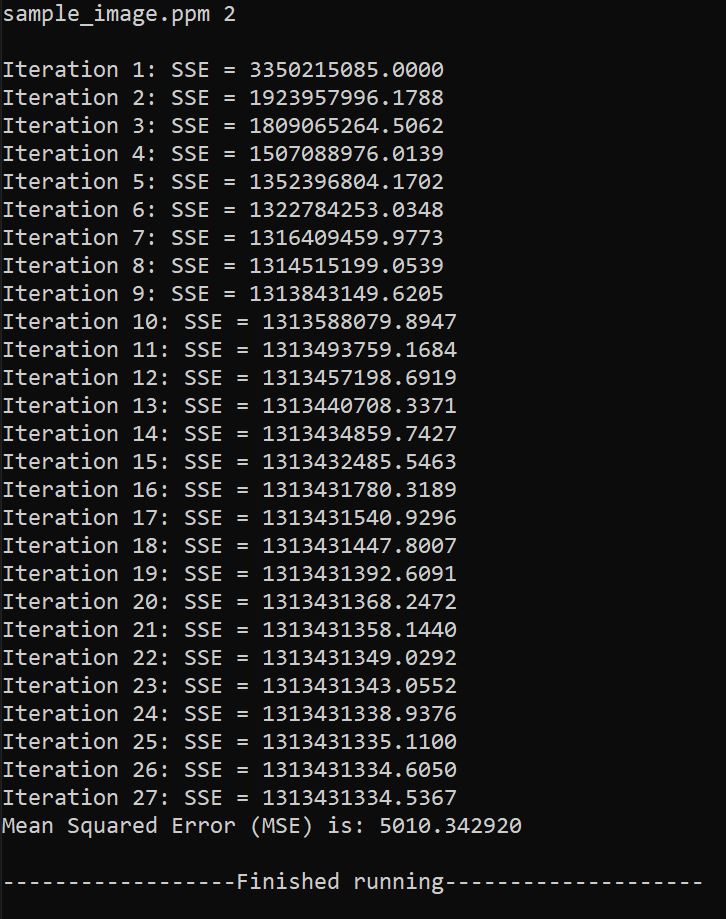 sample_image.ppm 2
Iteration 1: SSE = 3350215085.0000
Iteration 2: SSE = 1923957996.1788
Iteration 3: SSE = 1809065264.5062
Iteration 4: SSE = 1507088976.0139
Iteration 5: SSE = 1352396804.1702
Iteration 6: SSE = 1322784253.0348
Iteration 7: SSE = 1316409459.9773
Iteration 8: SSE = 1314515199.0539
Iteration 9: SSE = 1313843149.6205
Iteration 10: SSE = 1313588079.8947
Iteration 11: SSE = 1313493759.1684
Iteration 12: SSE = 1313457198.6919
Iteration 13: SSE = 1313440708.3371
Iteration 14: SSE = 1313434859.7427
Iteration 15: SSE = 1313432485.5463
Iteration 16: SSE = 1313431780.3189
Iteration 17: SSE = 1313431540.9296
Iteration 18: SSE = 1313431447.8007
Iteration 19: SSE = 1313431392.6091
Iteration 20: SSE = 1313431368.2472
Iteration 21: SSE = 1313431358.1440
Iteration 22: SSE = 1313431349.0292
Iteration 23: SSE = 1313431343.0552
Iteration 24: SSE = 1313431338.9376
Iteration 25: SSE = 1313431335.1100
Iteration 26: SSE = 1313431334.6050
Iteration 27: SSE = 1313431334.5367
Mean Squared Error (MSE) is: 5010.342920
------------------Finished running--------------------